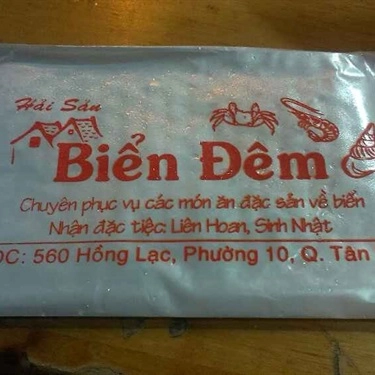 Hải Sản
Biển Đêm
Chuyên phục vụ các món ăn đặc sản về biển
Nhận đặc tiệc: Liên Hoan, Sinh Nhật
ĐC: 560 Hồng Lạc, Phường 10, Q. Tân